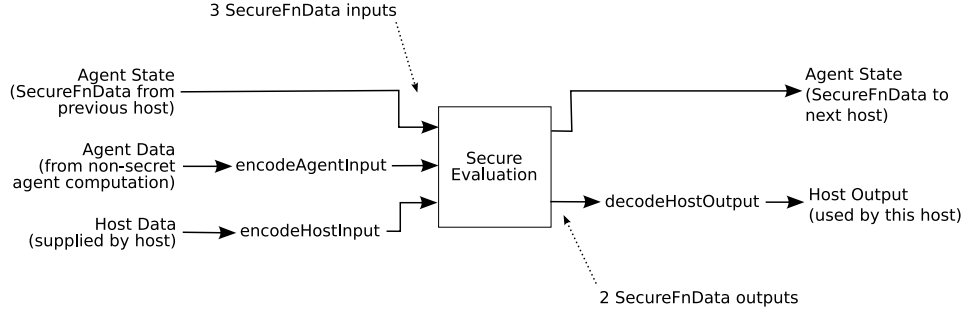 3 SecureFnData inputs
Agent State
(SecureFnData from
previous host)
Agent Data
(from non-secret
agent computation)
encodeAgentInput
Host Data
(supplied by host)
encodeHostInput
Secure
Evaluation
Agent State
(SecureFnData to
next host)
decodeHostOutput
Host Output
(used by this host)
2 SecureFnData outputs